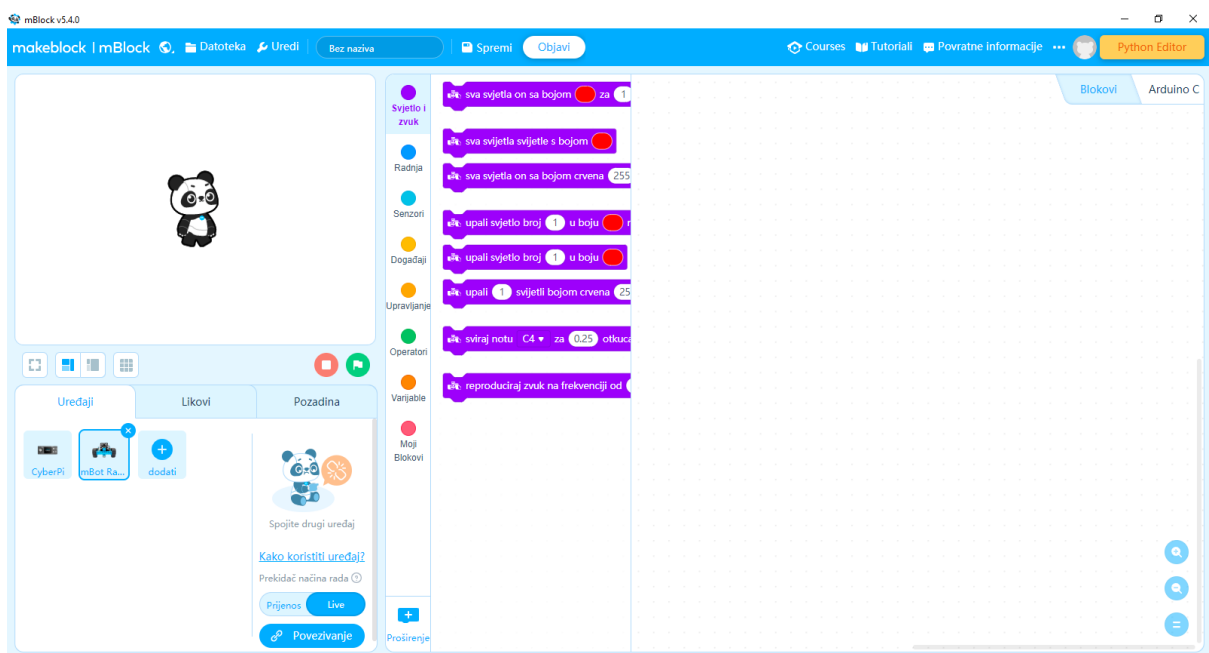 mBlock v5.4.0
makeblock | mBlock Datoteka Uredi Bez naziva Spremi Objavi Courses Tutoriali Povratne informacije Python Editor
Blokovi Arduino C
Svjetlo i zvuk
Radnja
Senzori
Događaji
Upravljanje
Operatori
Varijable
Moji Blokovi
Proširenje
sva svjetla on sa bojom za 1
sva svijetla svijetle s bojom
sva svjetla on sa bojom crvena 255
upali svjetlo broj 1 u boju
upali svjetlo broj 1 u boju
upali 1 svijetli bojom crvena 25
sviraj notu C4 za 0.25 otkuca
reproduciraj zvuk na frekvenciji od
Uređaji Likovi Pozadina
CyberPi mBot Ra... dodati
Spojite drugi uređaj
Kako koristiti uređaj?
Prekidač načina rada
Prijenos Live
Povezivanje